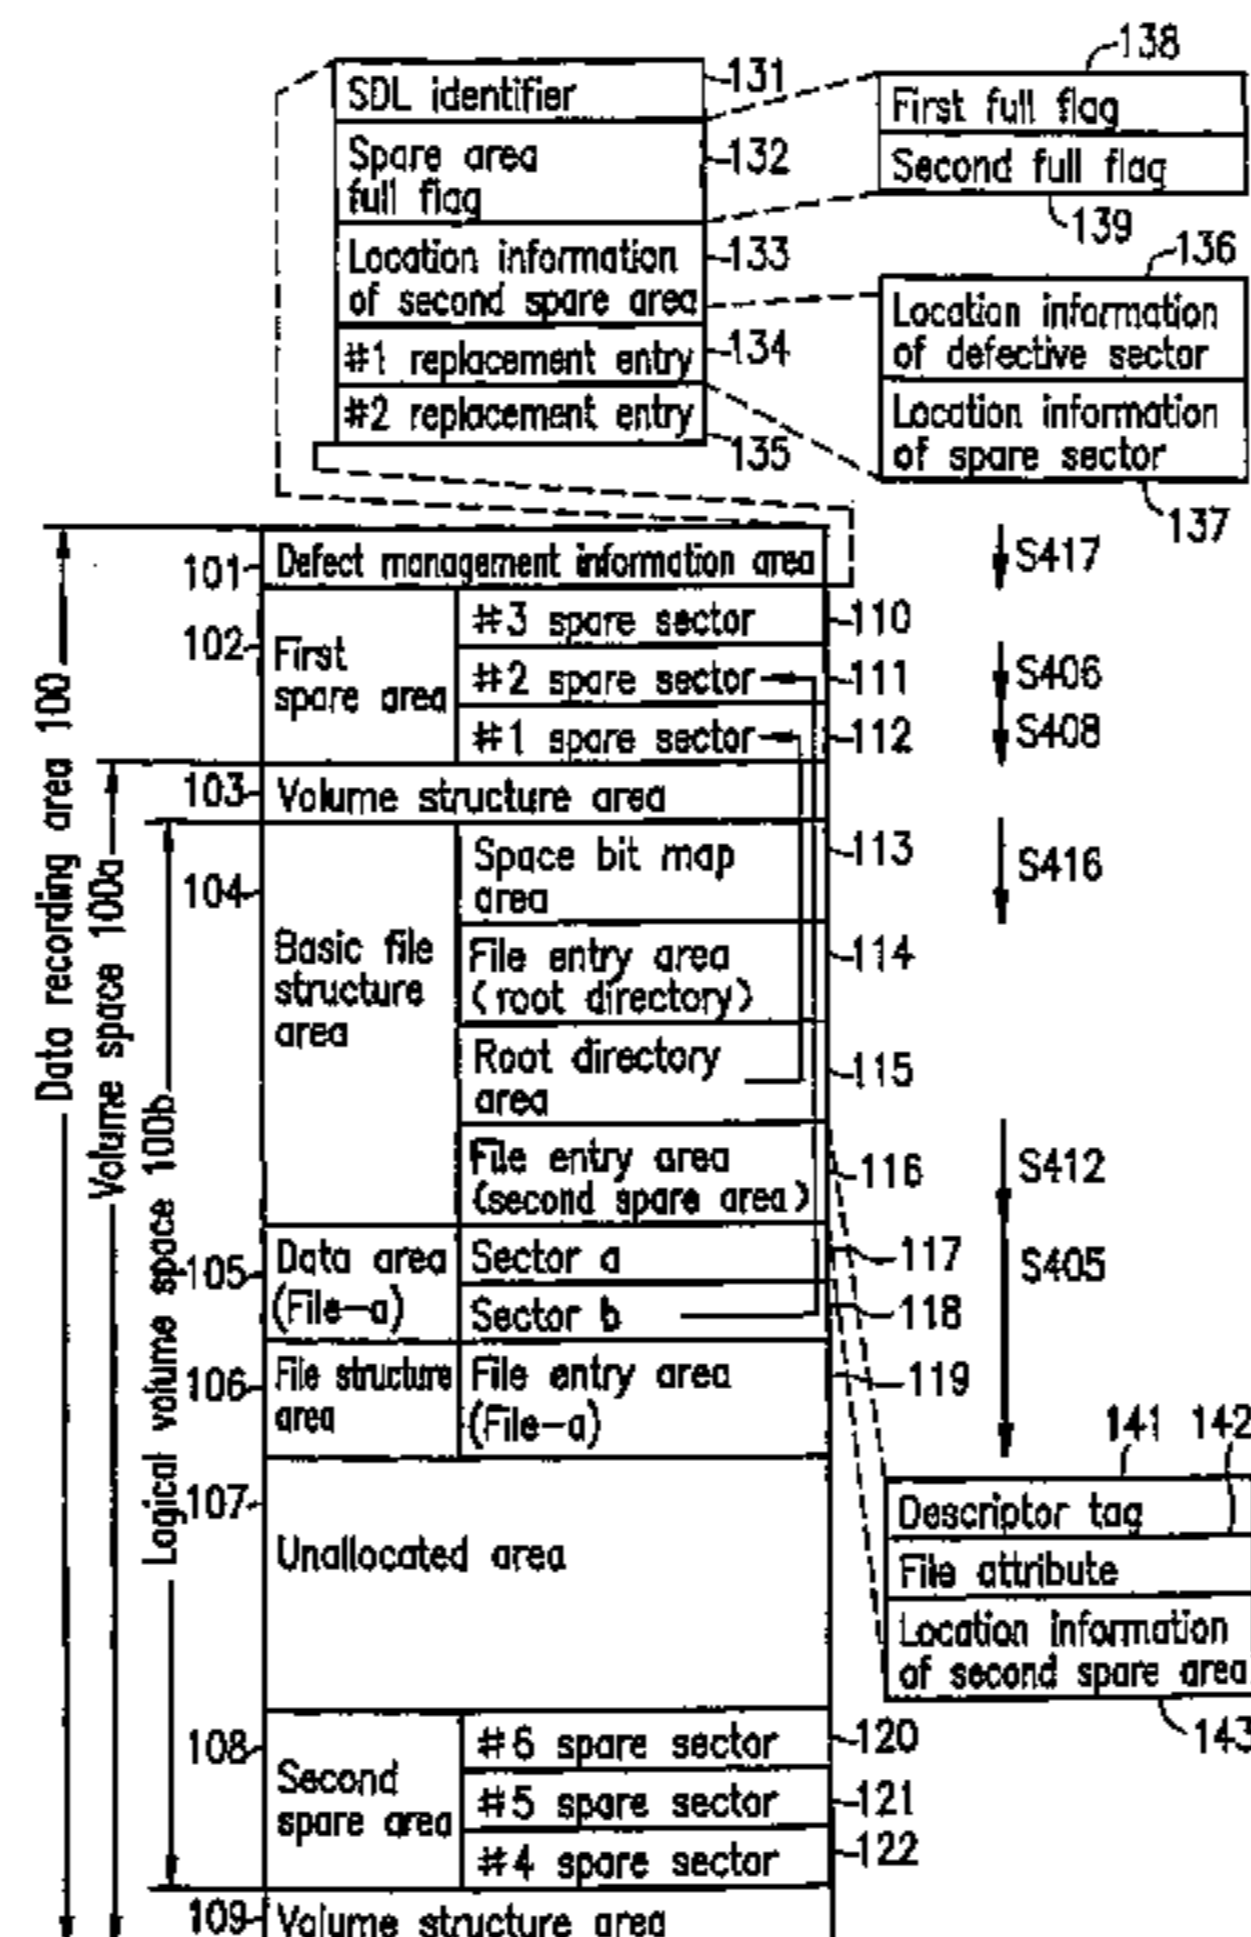 138
SDL identifier
131
First full flag
Spare area
full flag
132
Second full flag
139
Location information
of second spare area
133
136
Location information
of defective sector
#1 replacement entry
134
Location information
of spare sector
#2 replacement entry
135
137
101
Defect management information area
S417
102
First
spare area
#3 spare sector
110
#2 spare sector
111
S406
#1 spare sector
112
S408
103
Volume structure area
Data recording area 100
Volume space 100a
Logical volume space 100b
104
Basic file
structure
area
Space bit map
area
113
S416
File entry area
(root directory)
114
Root directory
area
115
File entry area
(second spare area)
116
S412
105
Data area
(File-a)
Sector a
117
S405
Sector b
118
106
File structure
area
File entry area
(File-a)
119
141
142
107
Unallocated area
Descriptor tag
File attribute
Location information
of second spare area
143
108
Second
spare area
#6 spare sector
120
#5 spare sector
121
#4 spare sector
122
109
Volume structure area